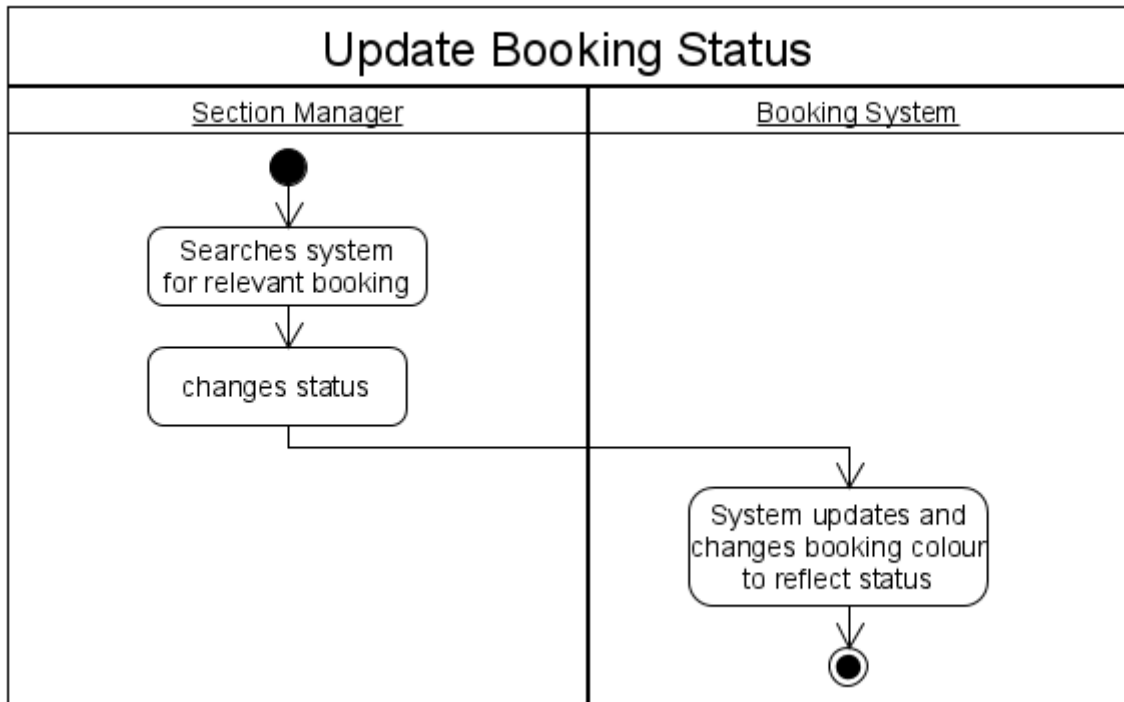 Update Booking Status
Section Manager
Booking System
Searches system
for relevant booking
changes status
System updates and
changes booking colour
to reflect status